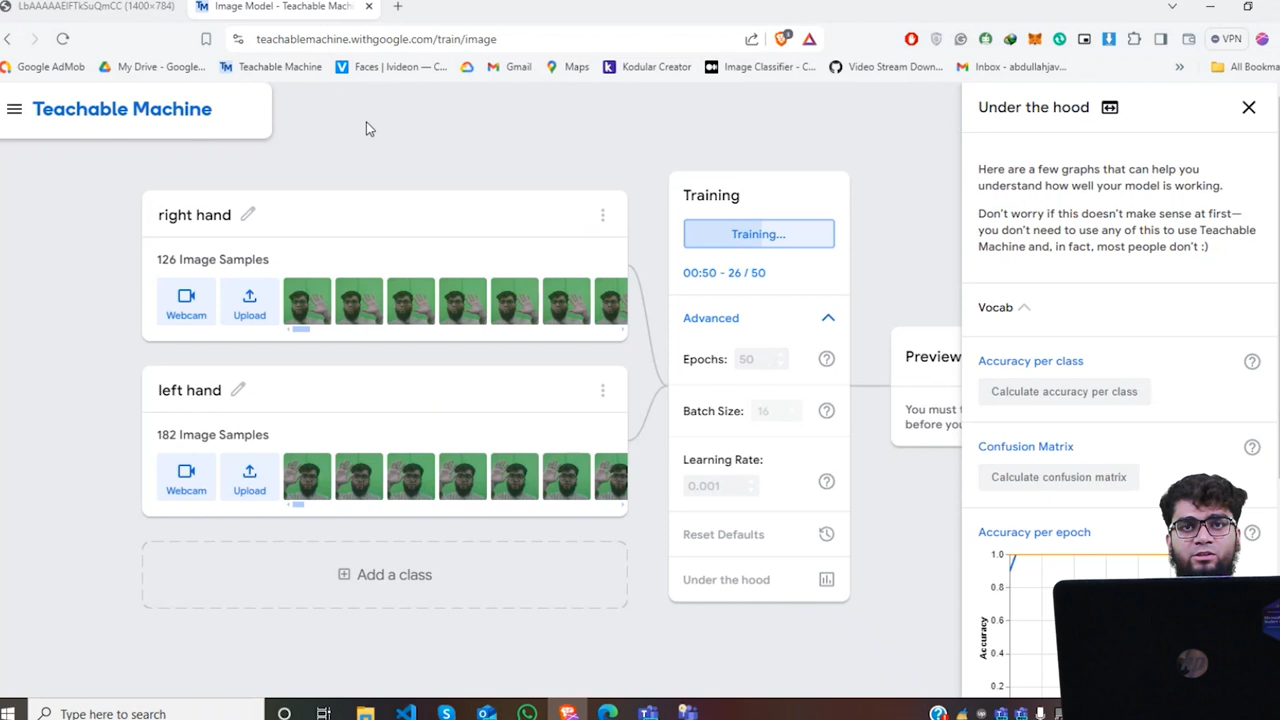 LbAAAAAEIFTkSuQmCC (1400×784)
Image Model - Teachable Machin
teachablemachine.withgoogle.com/train/image
VPN
Google AdMob
My Drive - Google...
Teachable Machine
Faces | Ivideon — C...
Gmail
Maps
Kodular Creator
Image Classifier - C...
Video Stream Down...
Inbox - abdullahjav...
»
All Bookma
Teachable Machine
right hand
126 Image Samples
Webcam
Upload
left hand
182 Image Samples
Webcam
Upload
Add a class
Training
Training...
00:50 - 26 / 50
Advanced
Epochs: 50
Batch Size: 16
Learning Rate:
0.001
Reset Defaults
Under the hood
Preview
You must
before you
Under the hood
Here are a few graphs that can help you
understand how well your model is working.
Don't worry if this doesn't make sense at first—
you don't need to use any of this to use Teachable
Machine and, in fact, most people don't :)
Vocab
Accuracy per class
Calculate accuracy per class
Confusion Matrix
Calculate confusion matrix
Accuracy per epoch
1.0
0.8
0.6
0.4
0.2
Accuracy
Type here to search